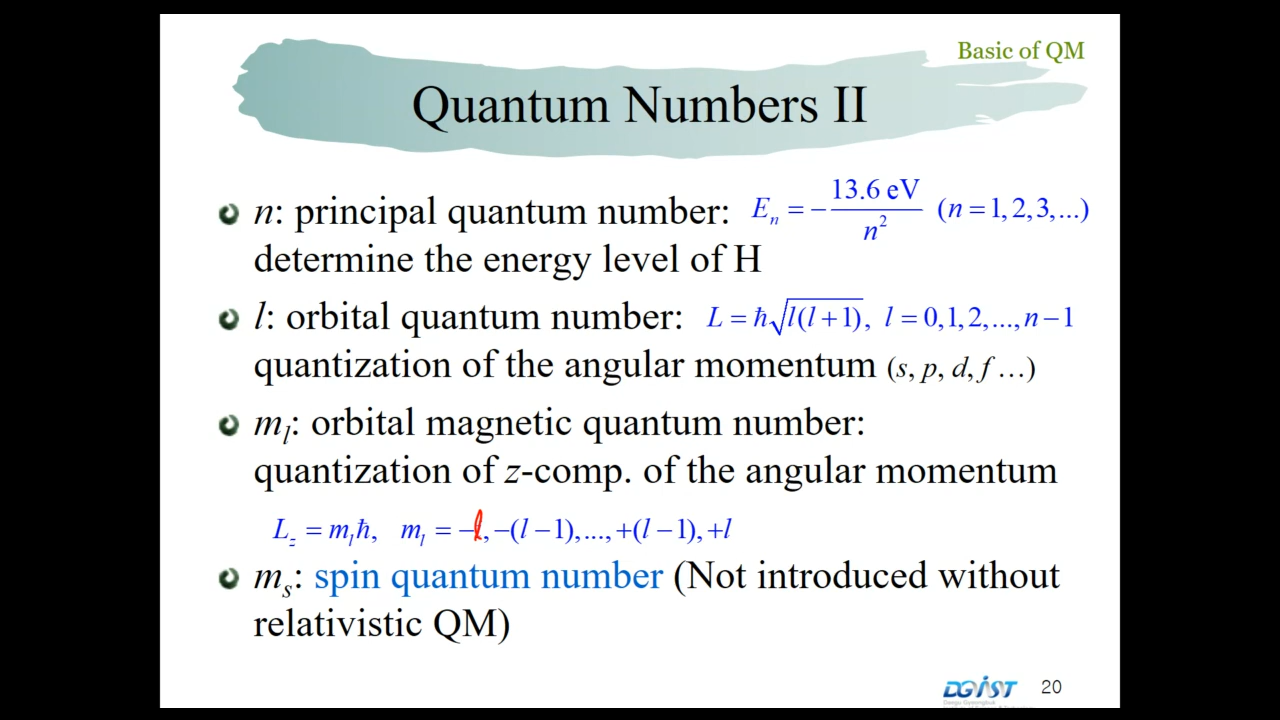 Basic of QM
Quantum Numbers II
n: principal quantum number: E_n = −13.6 eV/n² (n = 1, 2, 3, ...)
determine the energy level of H
l: orbital quantum number: L = ħ√l(l + 1), l = 0, 1, 2, ..., n − 1
quantization of the angular momentum (s, p, d, f …)
m_l: orbital magnetic quantum number:
quantization of z-comp. of the angular momentum
L_z = m_l ħ, m_l = −l, −(l − 1), ..., +(l − 1), +l
m_s: spin quantum number (Not introduced without
relativistic QM)
DGIST 20